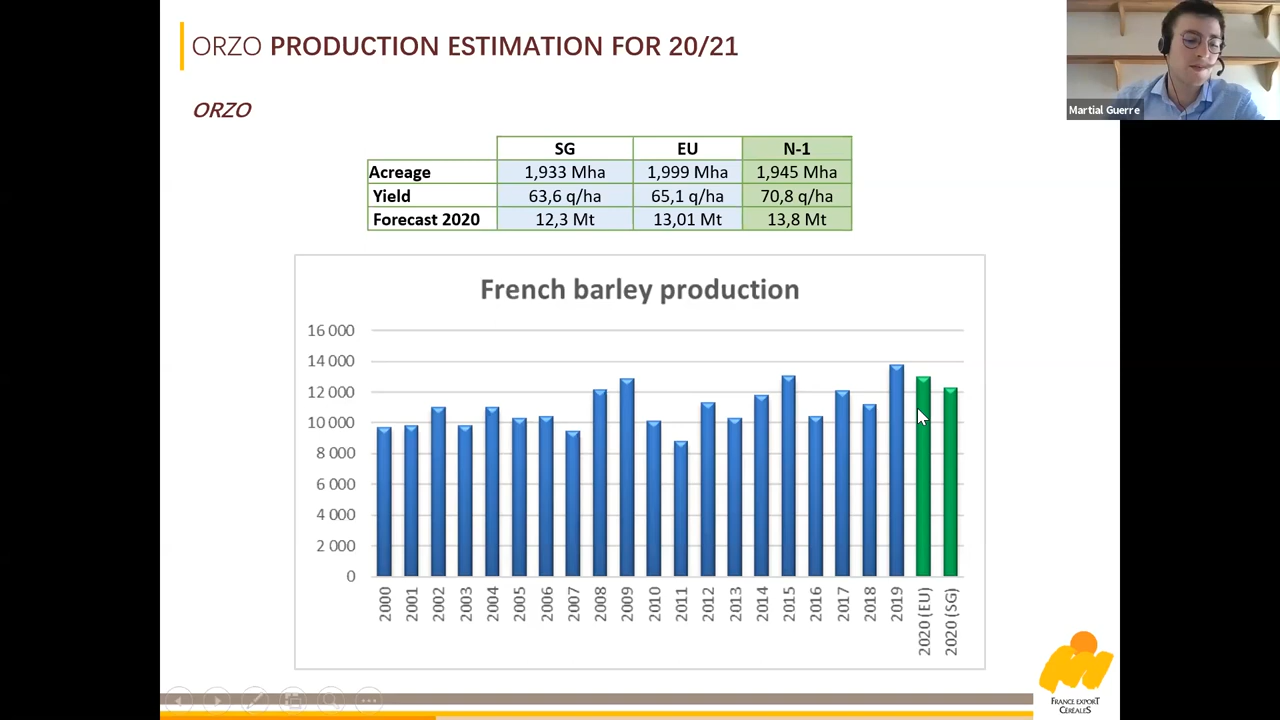 ORZO PRODUCTION ESTIMATION FOR 20/21
Martial Guerre
ORZO
SG EU N-1
Acreage 1,933 Mha 1,999 Mha 1,945 Mha
Yield 63,6 q/ha 65,1 q/ha 70,8 q/ha
Forecast 2020 12,3 Mt 13,01 Mt 13,8 Mt
French barley production
16 000
14 000
12 000
10 000
8 000
6 000
4 000
2 000
0
2000 2001 2002 2003 2004 2005 2006 2007 2008 2009 2010 2011 2012 2013 2014 2015 2016 2017 2018 2019 2020 (EU) 2020 (SG)
FRANCE EXPORT
CÉRÉALES